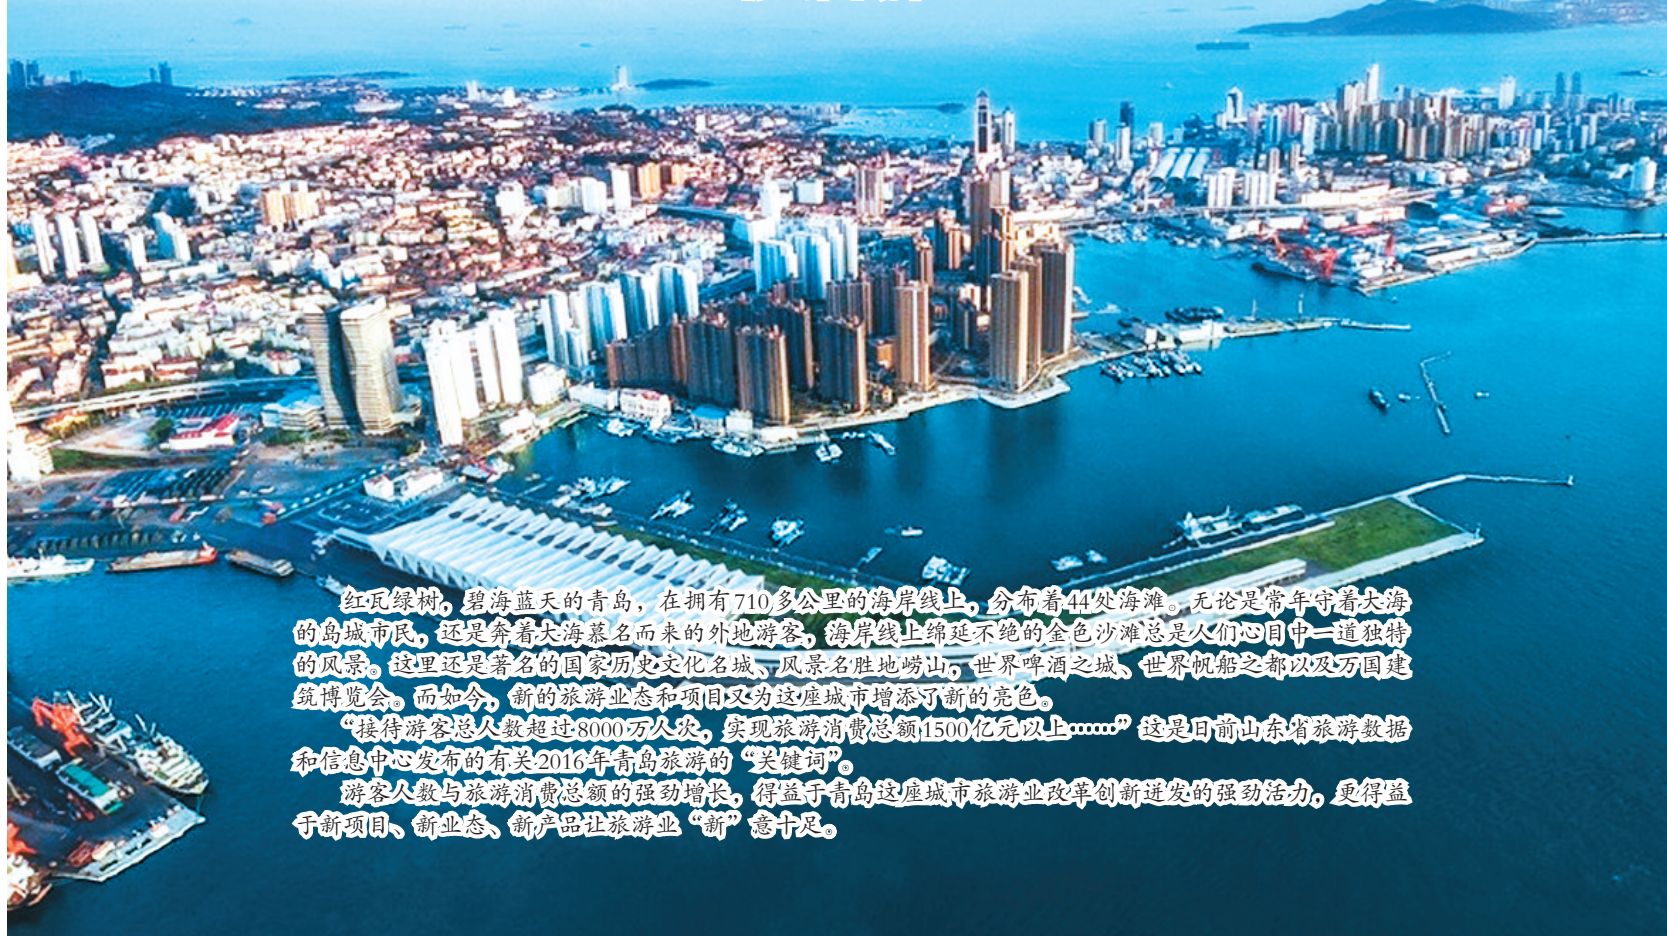 红瓦绿树，碧海蓝天的青岛，在拥有710多公里的海岸线上，分布着44处海滩。无论是常年守着大海
的岛城市民，还是奔着大海慕名而来的外地游客，海岸线上绵延不绝的金色沙滩总是人们心目中一道独特
的风景。这里还是著名的国家历史文化名城、风景名胜地崂山，世界啤酒之城、世界帆船之都以及万国建
筑博览会。而如今，新的旅游业态和项目又为这座城市增添了新的亮色。
“接待游客总人数超过8000万人次，实现旅游消费总额1500亿元以上……”这是日前山东省旅游数据
和信息中心发布的有关2016年青岛旅游的“关键词”。
游客人数与旅游消费总额的强劲增长，得益于青岛这座城市旅游业改革创新迸发的强劲活力，更得益
于新项目、新业态、新产品让旅游业“新”意十足。